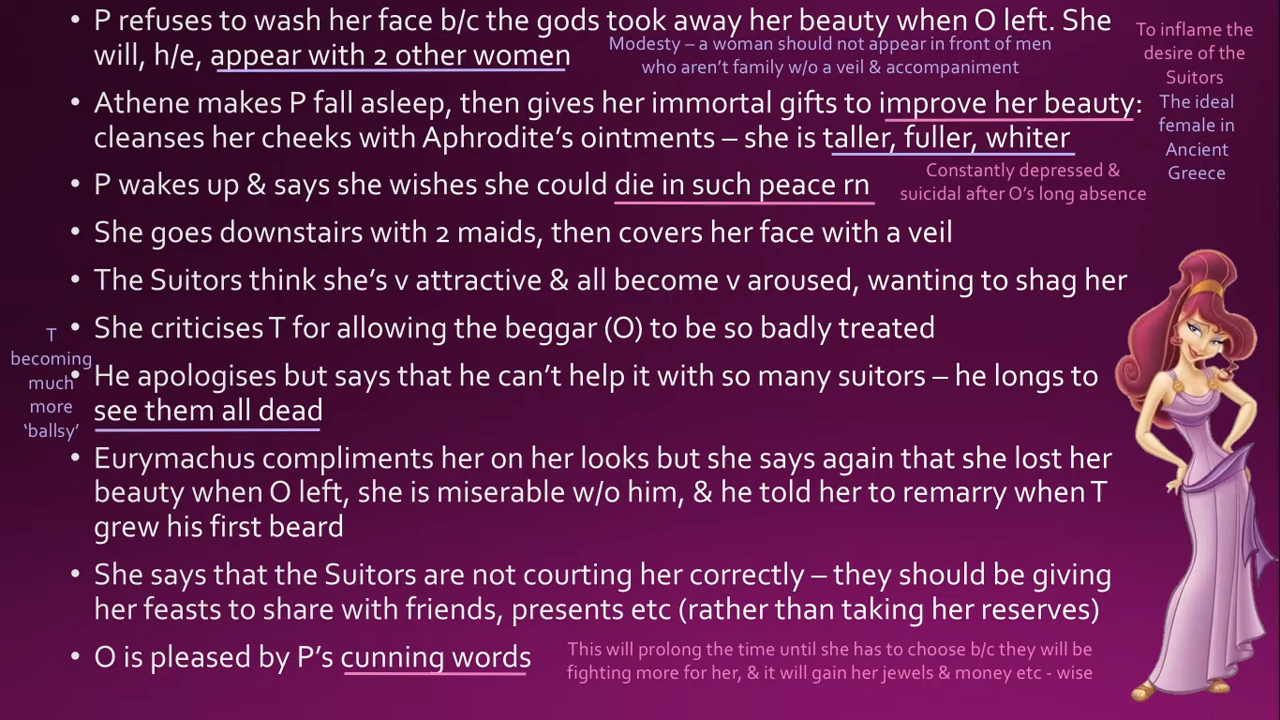 • P refuses to wash her face b/c the gods took away her beauty when O left. She
will, h/e, appear with 2 other women
Modesty – a woman should not appear in front of men
who aren't family w/o a veil & accompaniment
To inflame the
desire of the
Suitors
The ideal
female in
Ancient
Greece
• Athene makes P fall asleep, then gives her immortal gifts to improve her beauty:
cleanses her cheeks with Aphrodite's ointments – she is taller, fuller, whiter
• P wakes up & says she wishes she could die in such peace rn
Constantly depressed &
suicidal after O's long absence
• She goes downstairs with 2 maids, then covers her face with a veil
• The Suitors think she's v attractive & all become v aroused, wanting to shag her
• She criticises T for allowing the beggar (O) to be so badly treated
T
becoming
much
more
'ballsy'
• He apologises but says that he can't help it with so many suitors – he longs to
see them all dead
• Eurymachus compliments her on her looks but she says again that she lost her
beauty when O left, she is miserable w/o him, & he told her to remarry when T
grew his first beard
• She says that the Suitors are not courting her correctly – they should be giving
her feasts to share with friends, presents etc (rather than taking her reserves)
• O is pleased by P's cunning words
This will prolong the time until she has to choose b/c they will be
fighting more for her, & it will gain her jewels & money etc - wise